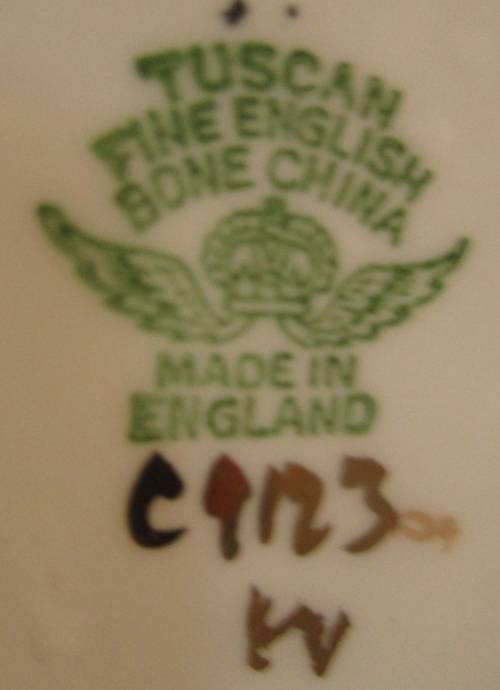 TUSCAN
FINE ENGLISH
BONE CHINA
MADE IN
ENGLAND
C9123